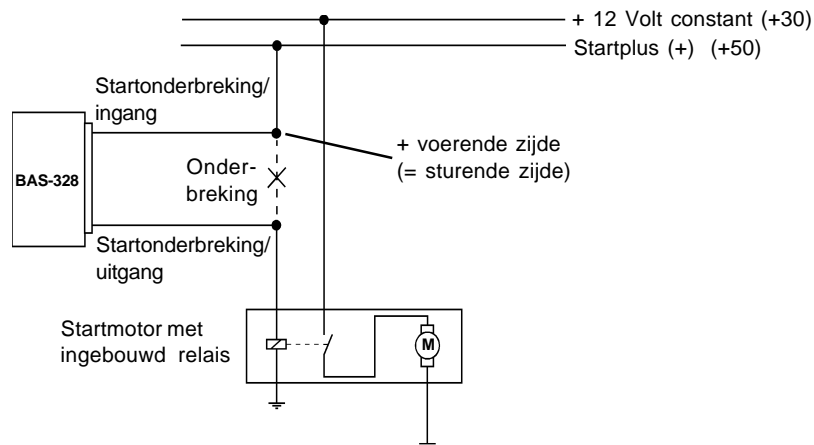 + 12 Volt constant (+30)
Startplus (+) (+50)
Startonderbreking/
ingang
+ voerende zijde
(= sturende zijde)
Onder-
breking
BAS-328
Startonderbreking/
uitgang
Startmotor met
ingebouwd relais
M